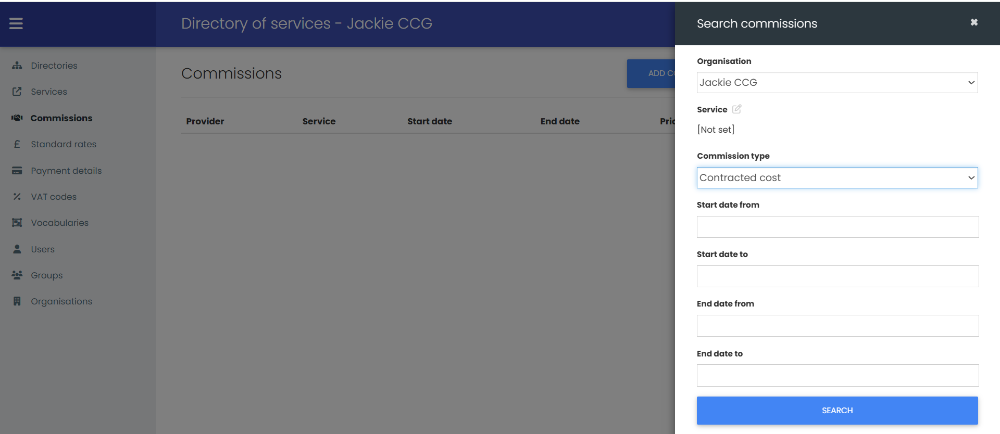 Directory of services - Jackie CCG
Directories
Services
Commissions
Standard rates
Payment details
VAT codes
Vocabularies
Users
Groups
Organisations
Commissions
ADD
Provider Service Start date End date
Search commissions
Organisation
Jackie CCG
Service
[Not set]
Commission type
Contracted cost
Start date from
Start date to
End date from
End date to
SEARCH